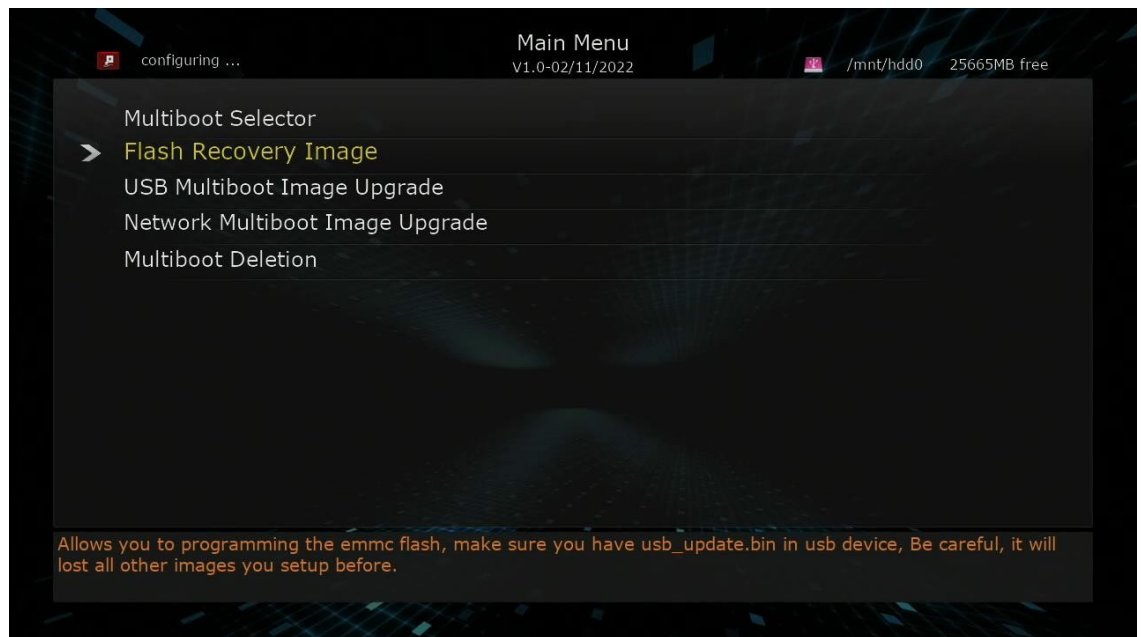 configuring ...
Main Menu
V1.0-02/11/2022
/mnt/hdd0 25665MB free
Multiboot Selector
Flash Recovery Image
USB Multiboot Image Upgrade
Network Multiboot Image Upgrade
Multiboot Deletion
Allows you to programming the emmc flash, make sure you have usb_update.bin in usb device, Be careful, it will
lost all other images you setup before.